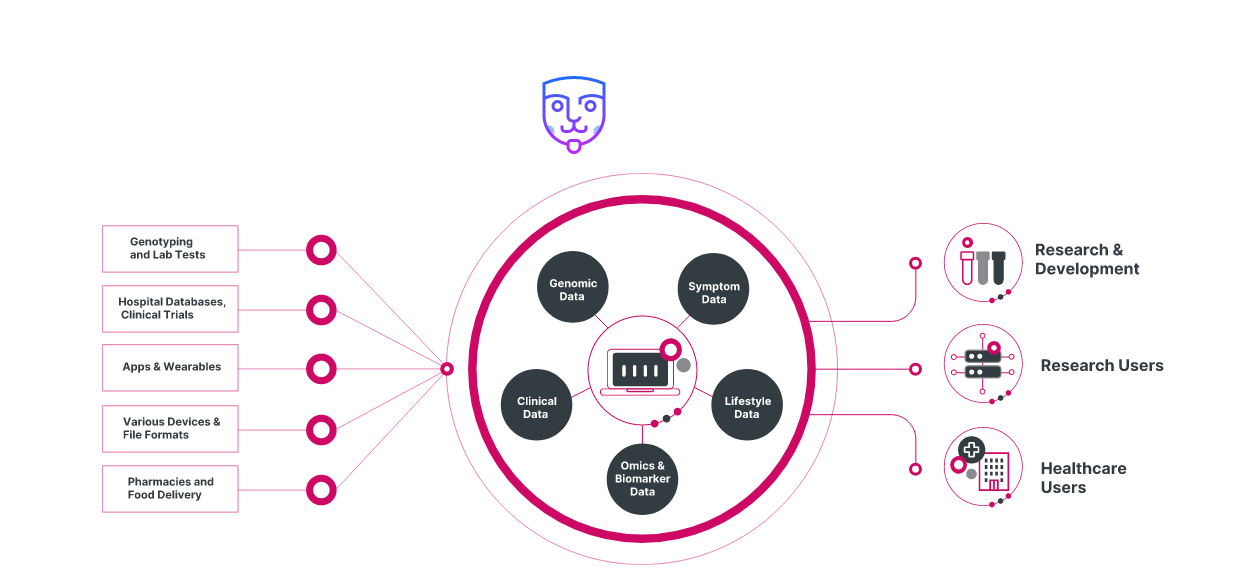 Genotyping
and Lab Tests
Hospital Databases,
Clinical Trials
Apps & Wearables
Various Devices &
File Formats
Pharmacies and
Food Delivery
Genomic
Data
Symptom
Data
Clinical
Data
Lifestyle
Data
Omics &
Biomarker
Data
Research &
Development
Research Users
Healthcare
Users